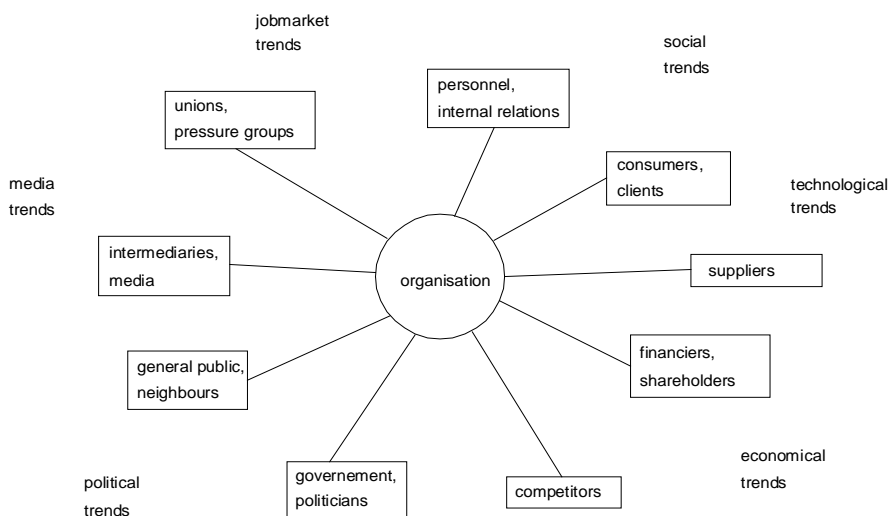 jobmarket
trends
social
trends
personnel,
internal relations
unions,
pressure groups
consumers,
clients
media
trends
technological
trends
intermediaries,
media
organisation
suppliers
general public,
neighbours
financiers,
shareholders
governement,
politicians
competitors
economical
trends
political
trends